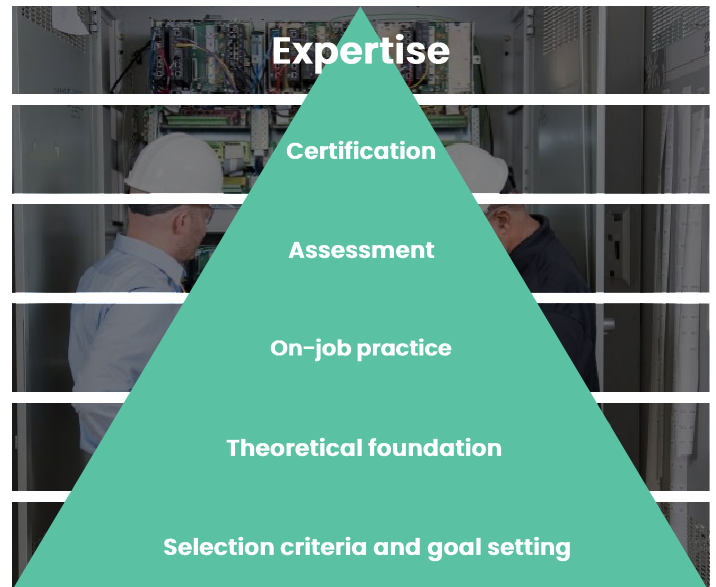 Expertise
Certification
Assessment
On-job practice
Theoretical foundation
Selection criteria and goal setting